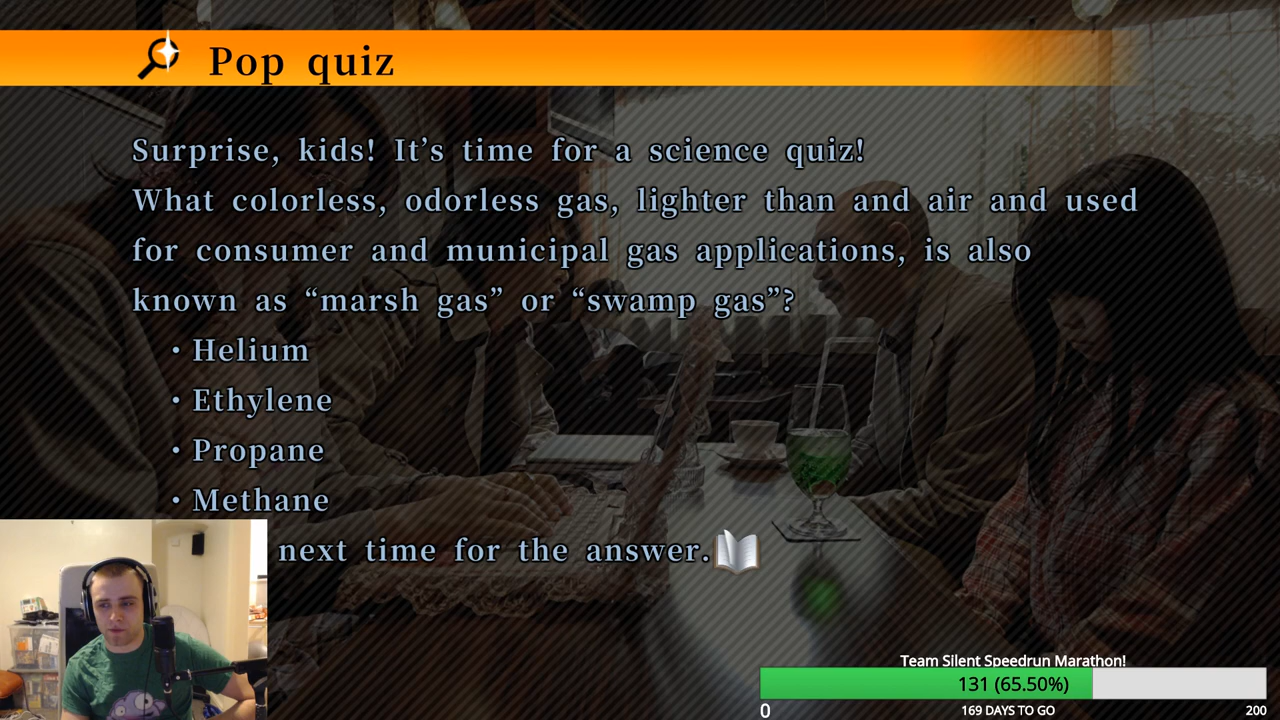 Pop quiz
Surprise, kids! It’s time for a science quiz!
What colorless, odorless gas, lighter than and air and used
for consumer and municipal gas applications, is also
known as “marsh gas” or “swamp gas”?
・Helium
・Ethylene
・Propane
・Methane
next time for the answer.
Team Silent Speedrun Marathon!
131 (65.50%)
0 169 DAYS TO GO 200